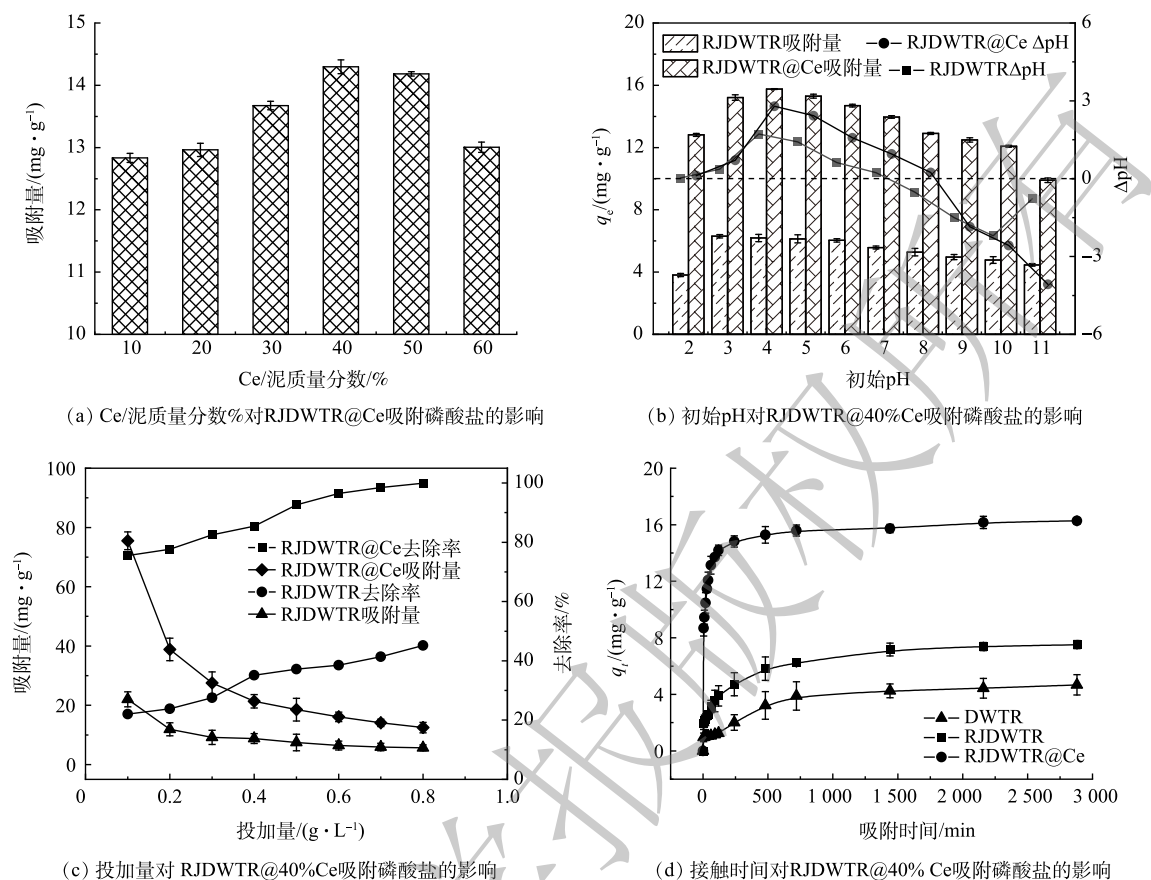 15
14
13
12
11
10
吸附量/(mg·g⁻¹)
10 20 30 40 50 60
Ce/泥质量分数/%
(a) Ce/泥质量分数%对RJDWTR@Ce吸附磷酸盐的影响
20
16
12
8
4
0
qₑ/(mg·g⁻¹)
RJDWTR吸附量
RJDWTR@Ce吸附量
RJDWTR@Ce ΔpH
RJDWTRΔpH
6
3
0
−3
−6
ΔpH
2 3 4 5 6 7 8 9 10 11
初始pH
(b) 初始pH对RJDWTR@40%Ce吸附磷酸盐的影响
100
80
60
40
20
0
吸附量/(mg·g⁻¹)
RJDWTR@Ce去除率
RJDWTR@Ce吸附量
RJDWTR去除率
RJDWTR吸附量
100
80
60
40
20
0
去除率/%
0 0.2 0.4 0.6 0.8 1.0
投加量/(g·L⁻¹)
(c) 投加量对 RJDWTR@40%Ce吸附磷酸盐的影响
20
16
12
8
4
0
qₜ/(mg·g⁻¹)
DWTR
RJDWTR
RJDWTR@Ce
0 500 1 000 1 500 2 000 2 500 3 000
吸附时间/min
(d) 接触时间对RJDWTR@40% Ce吸附磷酸盐的影响
报版权所有